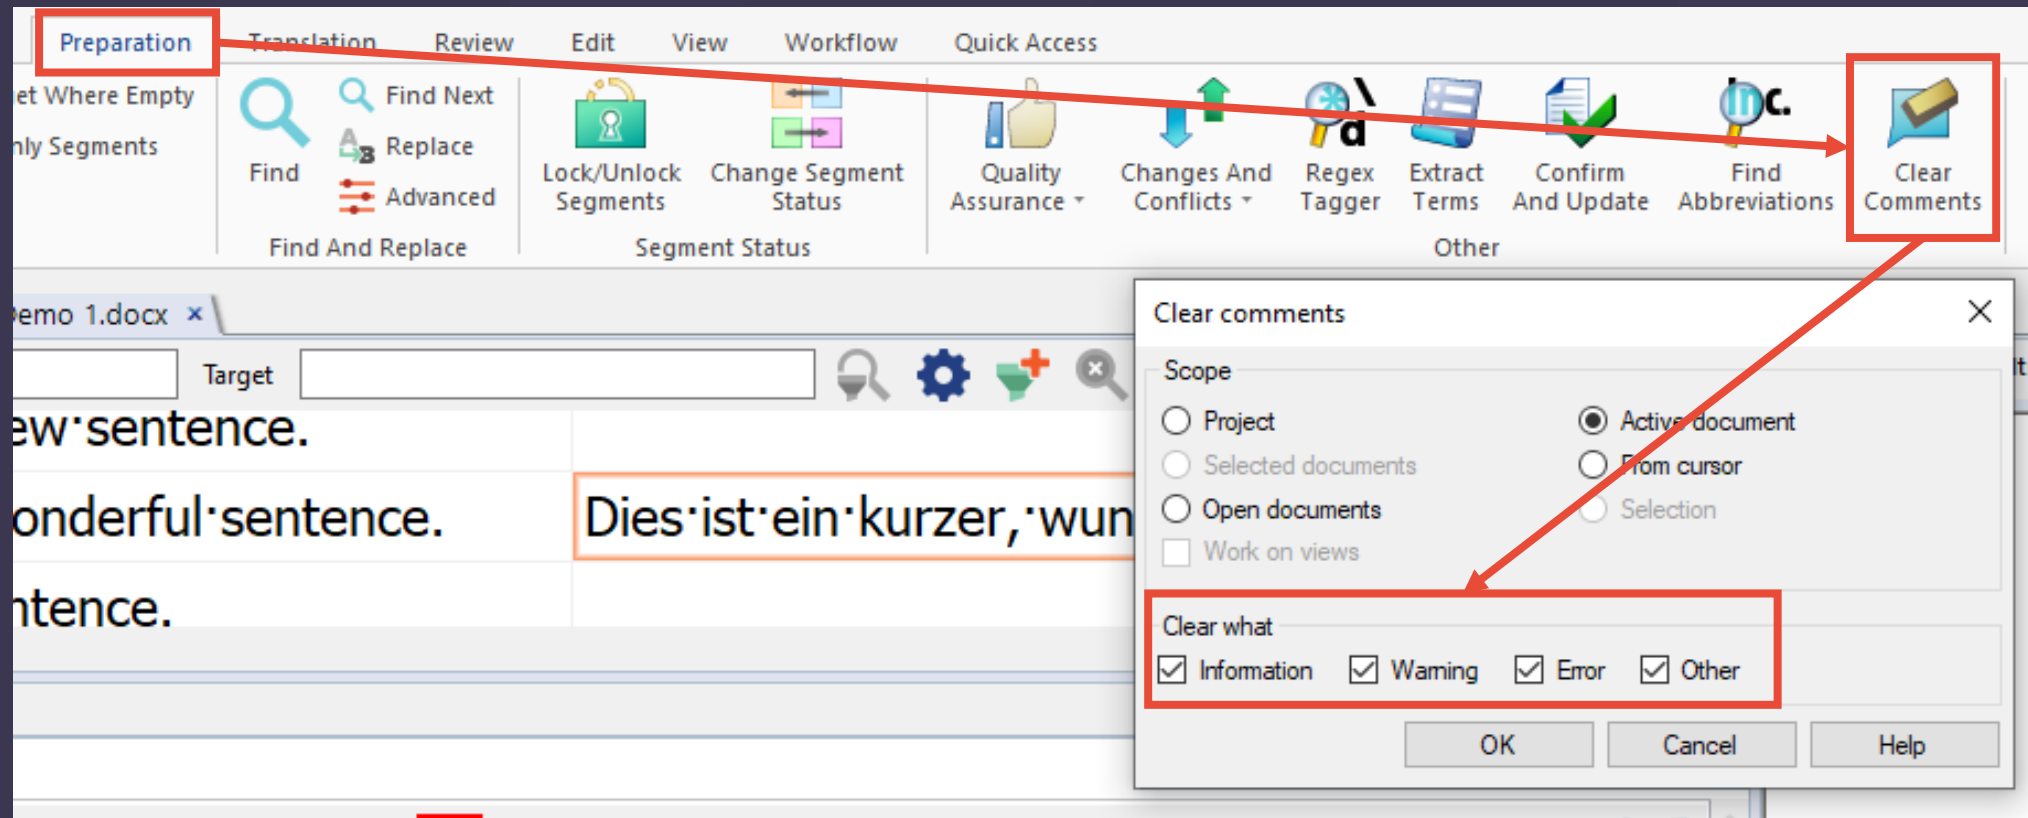 Preparation Translation Review Edit View Workflow Quick Access
et Where Empty
nly Segments
Find
Find Next
Replace
Advanced
Find And Replace
Lock/Unlock
Segments
Change Segment
Status
Segment Status
Quality
Assurance
Changes And
Conflicts
Regex
Tagger
Extract
Terms
Confirm
And Update
Find
Abbreviations
Clear
Comments
Other
emo 1.docx
Target
ew·sentence.
onderful·sentence.
Dies·ist·ein·kurzer,·wun
ntence.
Clear comments
Scope
Project
Active document
Selected documents
From cursor
Open documents
Selection
Work on views
Clear what
Information Warning Error Other
OK Cancel Help